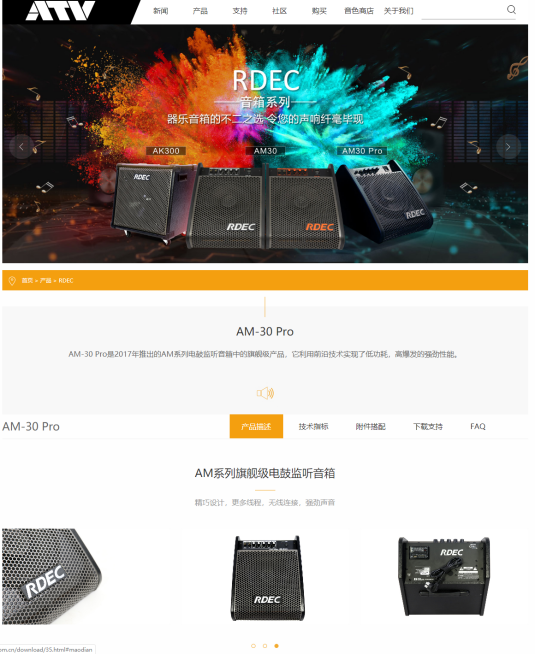 ATV
新闻 产品 支持 社区 购买 音色商店 关于我们
RDEC
音箱系列
器乐音箱的不二之选 令您的声响纤毫毕现
AK300 AM30 AM30 Pro
RDEC RDEC RDEC RDEC
首页 > 产品 > RDEC
AM-30 Pro
AM-30 Pro是2017年推出的AM系列电鼓监听音箱中的旗舰级产品，它利用前沿技术实现了低功耗，高爆发的强劲性能。
AM-30 Pro 产品描述 技术指标 附件搭配 下载支持 FAQ
AM系列旗舰级电鼓监听音箱
精巧设计，更多线程，无线连接，强劲声音
RDEC RDEC RDEC
om.cn/download/35.html#maodian